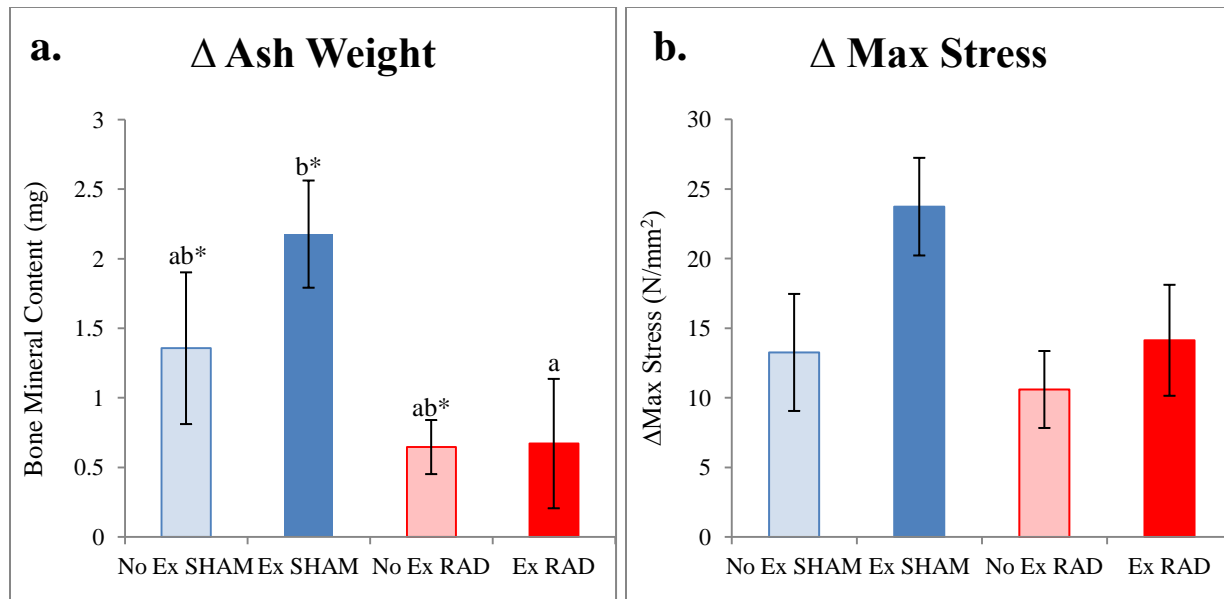 a.
Δ Ash Weight
Bone Mineral Content (mg)
3
2.5
2
1.5
1
0.5
0
ab*
b*
ab*
a
No Ex SHAM Ex SHAM No Ex RAD Ex RAD
b.
Δ Max Stress
ΔMax Stress (N/mm²)
30
25
20
15
10
5
0
No Ex SHAM Ex SHAM No Ex RAD Ex RAD